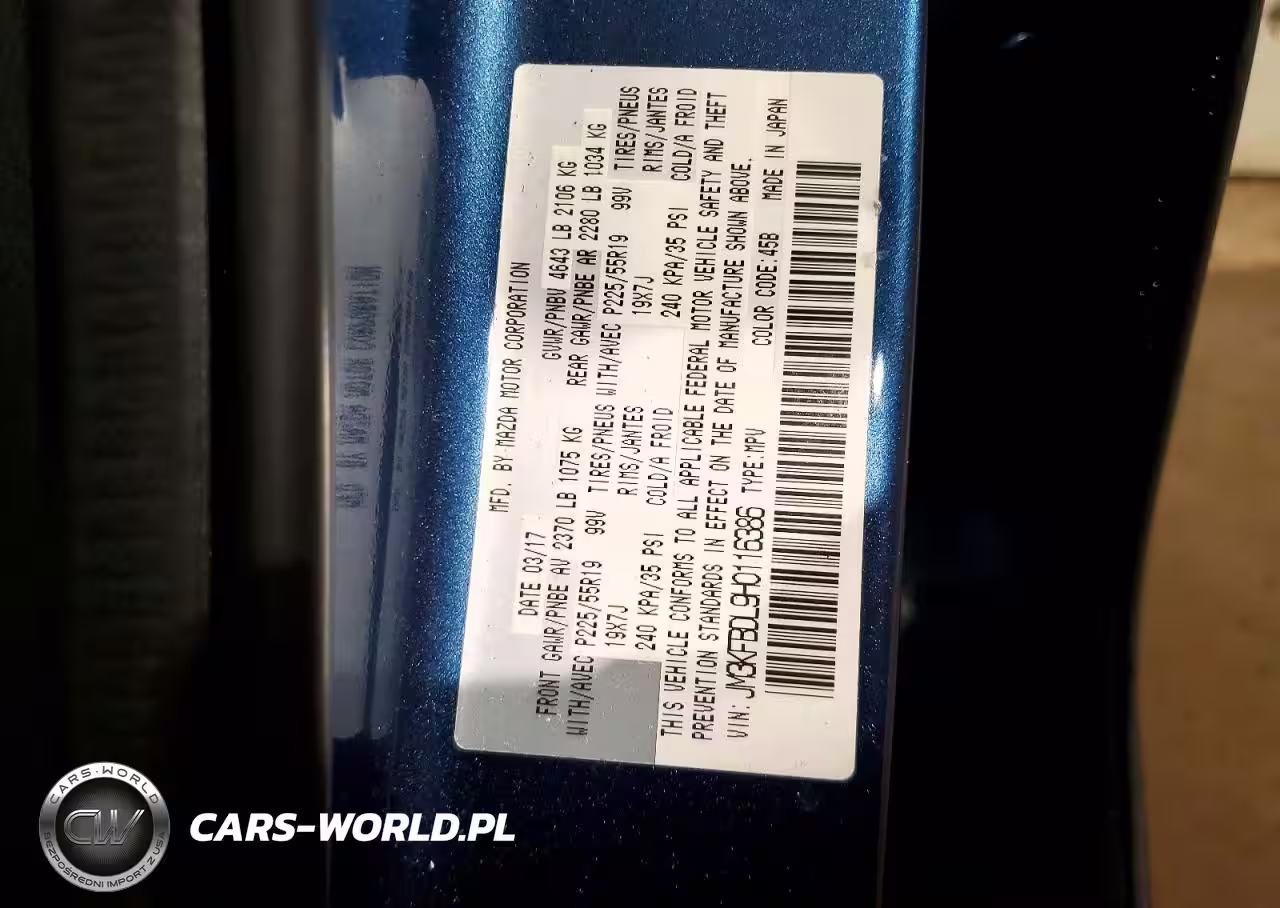 MFD. BY MAZDA MOTOR CORPORATION
DATE 03/17 GVWR/PNBV 4643 LB 2106 KG
FRONT GAWR/PNBE AV 2370 LB 1075 KG REAR GAWR/PNBE AR 2280 LB 1034 KG
WITH/AVEC P225/55R19 99V TIRES/PNEUS WITH/AVEC P225/55R19 99V TIRES/PNEUS
19X7J RIMS/JANTES 19X7J RIMS/JANTES
240 KPA/35 PSI COLD/A FROID 240 KPA/35 PSI COLD/A FROID
THIS VEHICLE CONFORMS TO ALL APPLICABLE FEDERAL MOTOR VEHICLE SAFETY AND THEFT
PREVENTION STANDARDS IN EFFECT ON THE DATE OF MANUFACTURE SHOWN ABOVE.
VIN: JM3KFBDL9H0116386 TYPE:MPV COLOR CODE:45B MADE IN JAPAN
CARS-WORLD
CW
BEZPOŚREDNI IMPORT Z USA
CARS-WORLD.PL